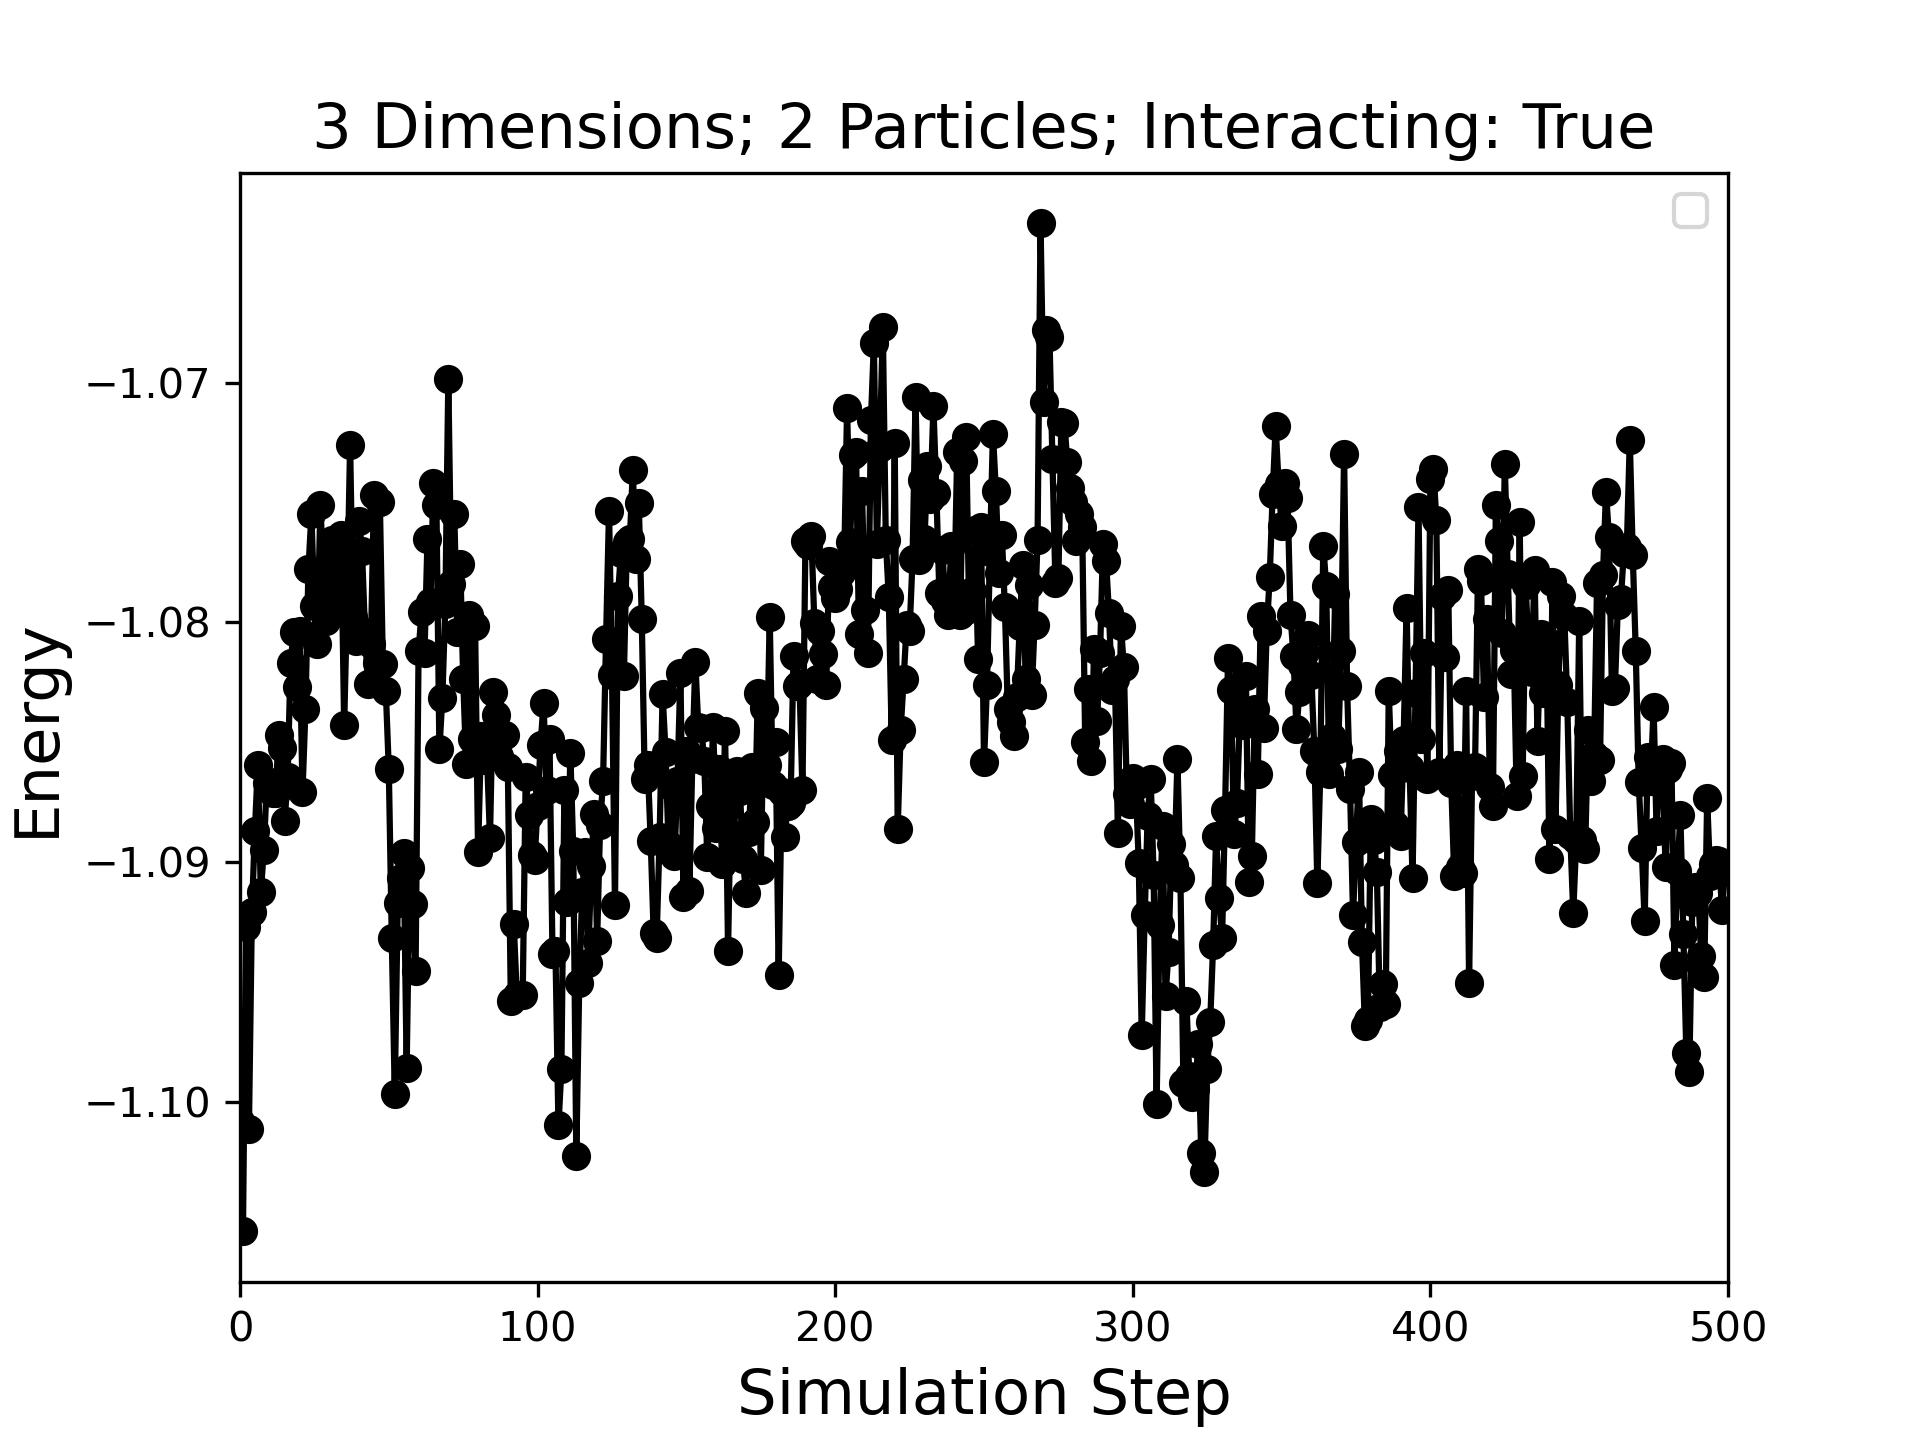 3 Dimensions; 2 Particles; Interacting: True
Energy
−1.07
−1.08
−1.09
−1.10
0 100 200 300 400 500
Simulation Step